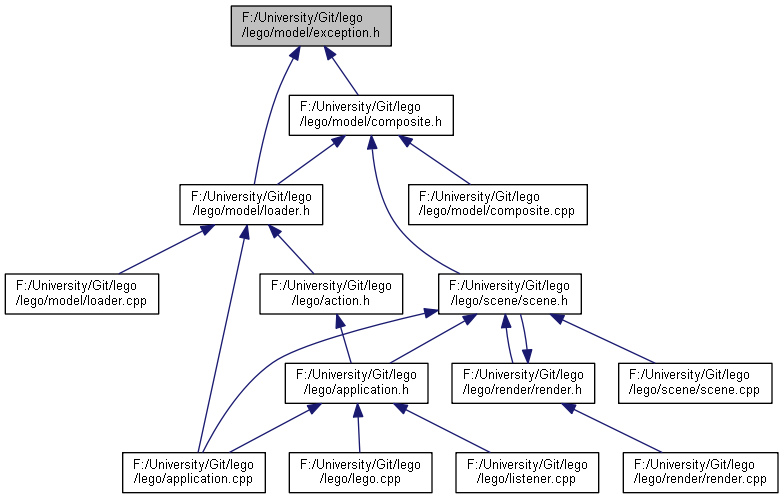 F:/University/Git/lego
/lego/model/exception.h
F:/University/Git/lego
/lego/model/composite.h
F:/University/Git/lego
/lego/model/loader.h
F:/University/Git/lego
/lego/model/composite.cpp
F:/University/Git/lego
/lego/model/loader.cpp
F:/University/Git/lego
/lego/action.h
F:/University/Git/lego
/lego/scene/scene.h
F:/University/Git/lego
/lego/application.h
F:/University/Git/lego
/lego/render/render.h
F:/University/Git/lego
/lego/scene/scene.cpp
F:/University/Git/lego
/lego/application.cpp
F:/University/Git/lego
/lego/lego.cpp
F:/University/Git/lego
/lego/listener.cpp
F:/University/Git/lego
/lego/render/render.cpp